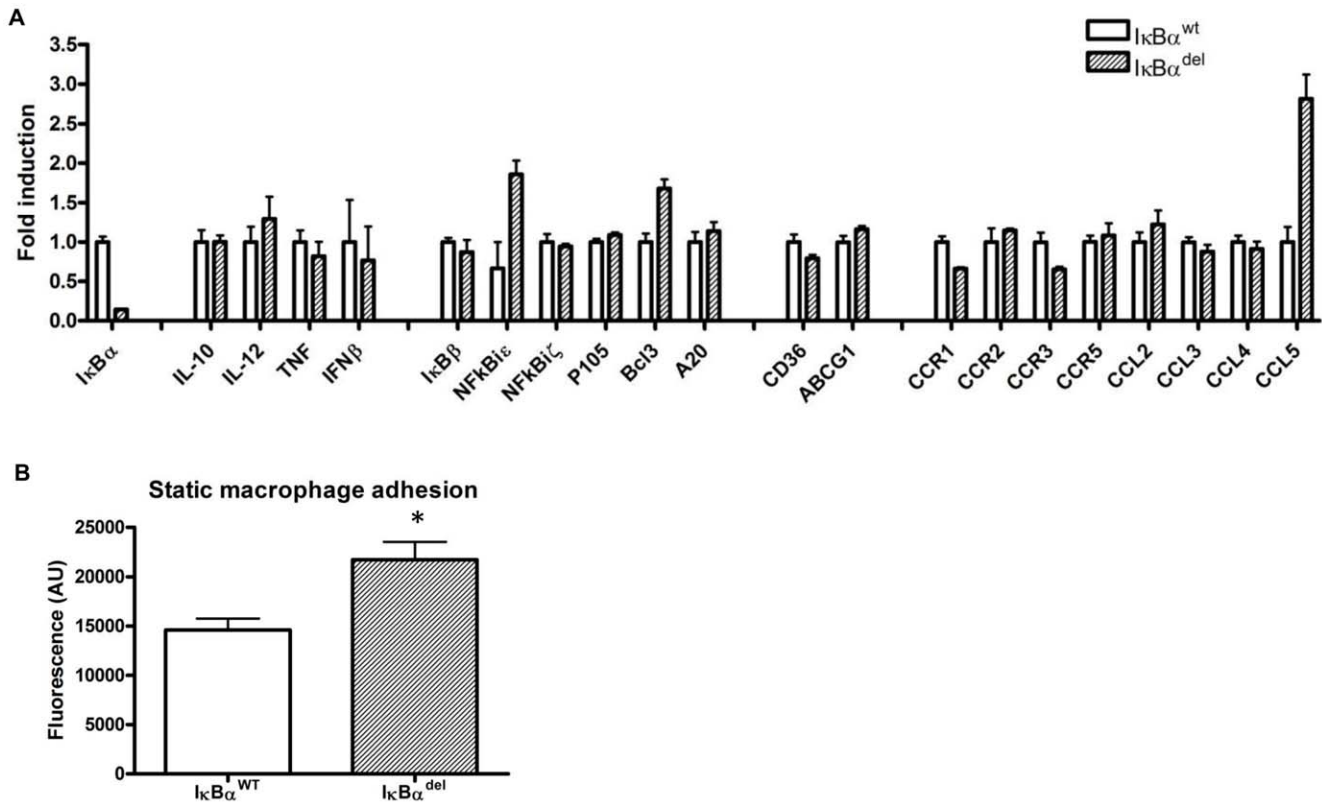 A
IκBα^wt
IκBα^del
Fold induction
3.5
3.0
2.5
2.0
1.5
1.0
0.5
0.0
IκBα
IL-10
IL-12
TNF
IFNβ
IκBβ
NFkBiε
NFkBiζ
P105
Bcl3
A20
CD36
ABCG1
CCR1
CCR2
CCR3
CCR5
CCL2
CCL3
CCL4
CCL5
B
Static macrophage adhesion
*
Fluorescence (AU)
25000
20000
15000
10000
5000
0
IκBα^WT
IκBα^del